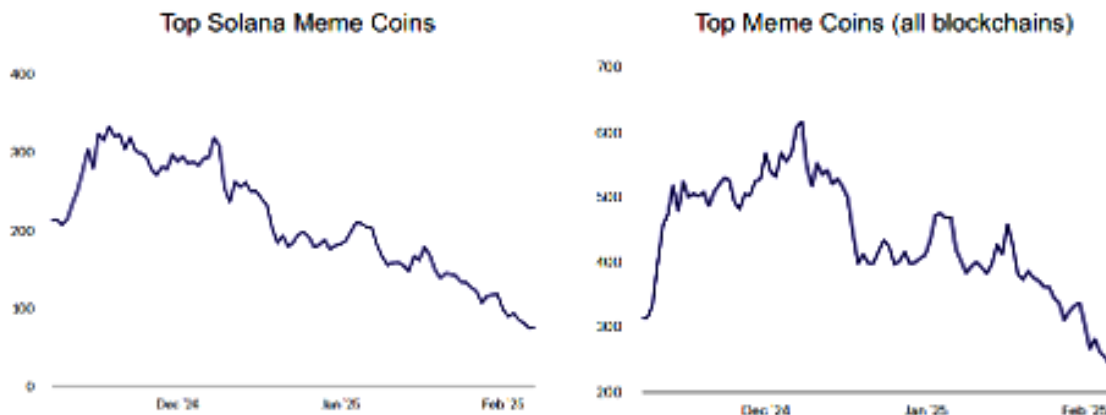 Top Solana Meme Coins
400
300
200
100
0
Dec '24
Jan '25
Feb '25
Top Meme Coins (all blockchains)
700
600
500
400
300
200
Dec '24
Jan '25
Feb '25